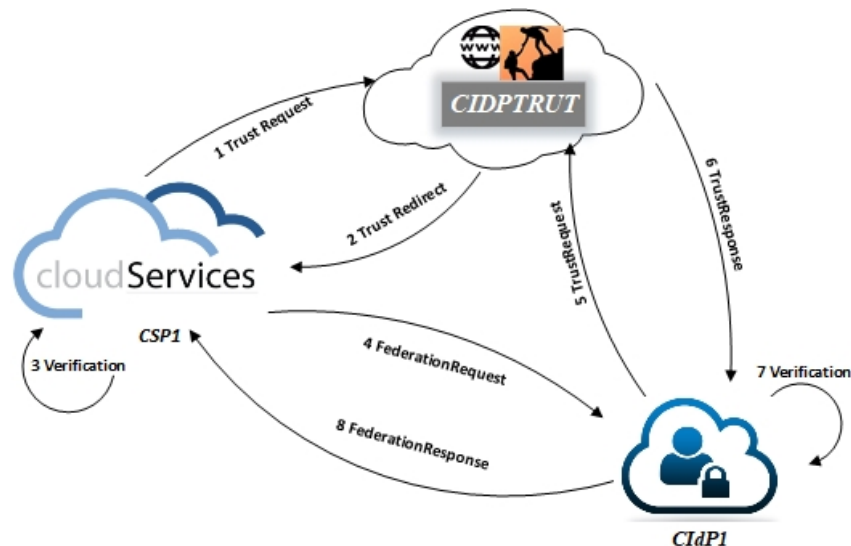 WWW
CIDPTRUT
1 Trust Request
2 Trust Redirect
6 TrustResponse
5 TrustRequest
cloudServices
CSP1
3 Verification
4 FederationRequest
7 Verification
8 FederationResponse
CIdP1